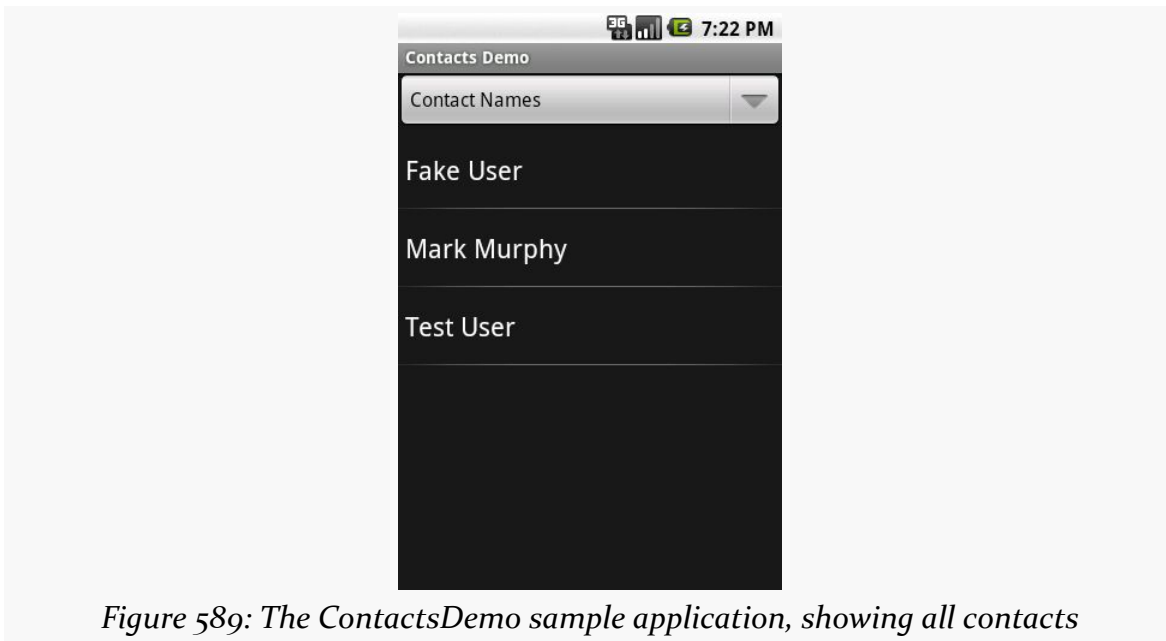 3G 7:22 PM
Contacts Demo
Contact Names
Fake User
Mark Murphy
Test User
Figure 589: The ContactsDemo sample application, showing all contacts